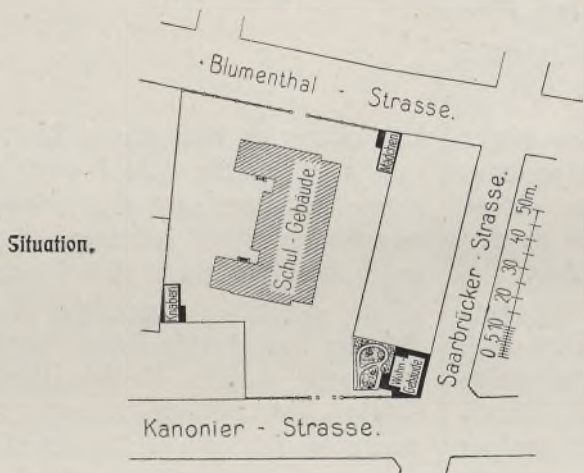 · Blumenthal - Strasse.
Mädchen
Schul - Gebäude
Situation.
Knaben
Saarbrücker - Strasse.
0 5 10 20 30 40 50m.
Wohn-
Gebäude
Kanonier - Strasse.